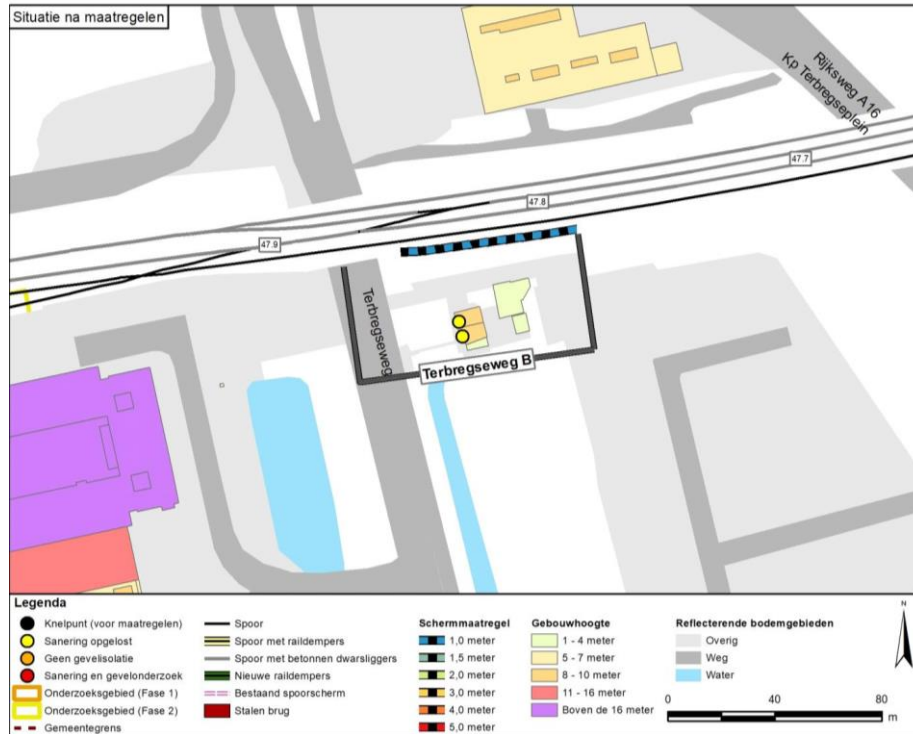 Situatie na maatregelen
Rijksweg A16
Kp Terbregseplein
47.7
47.8
47.9
Terbregseweg
Terbregseweg B
Legenda
Knelpunt (voor maatregelen)
Sanering opgelost
Geen gevelisolatie
Sanering en gevelonderzoek
Onderzoeksgebied (Fase 1)
Onderzoeksgebied (Fase 2)
Gemeentegrens
Spoor
Spoor met raildempers
Spoor met betonnen dwarsliggers
Nieuwe raildempers
Bestaand spoorscherm
Stalen brug
Schermmaatregel
1,0 meter
1,5 meter
2,0 meter
3,0 meter
4,0 meter
5,0 meter
Gebouwhoogte
1 - 4 meter
5 - 7 meter
8 - 10 meter
11 - 16 meter
Boven de 16 meter
Reflecterende bodemgebieden
Overig
Weg
Water
N
0 40 80
m